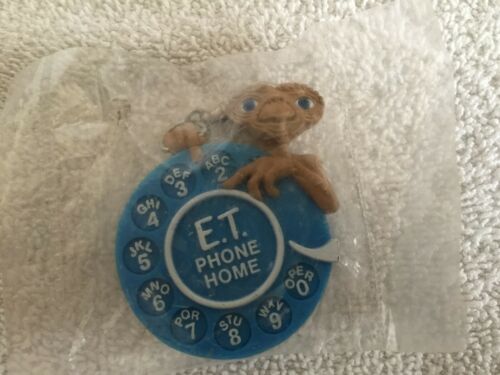 E.T.
PHONE
HOME
ABC
2
DEF
3
GHI
4
JKL
5
MNO
6
PQR
7
STU
8
WXY
9
OPER
0